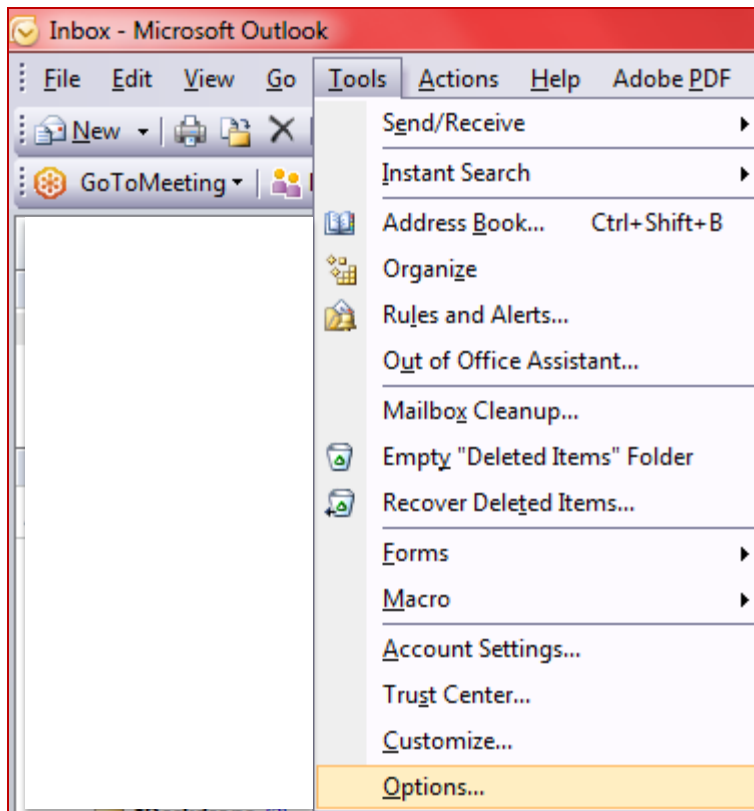 Inbox - Microsoft Outlook
File Edit View Go Tools Actions Help Adobe PDF
New
GoToMeeting
Send/Receive
Instant Search
Address Book... Ctrl+Shift+B
Organize
Rules and Alerts...
Out of Office Assistant...
Mailbox Cleanup...
Empty "Deleted Items" Folder
Recover Deleted Items...
Forms
Macro
Account Settings...
Trust Center...
Customize...
Options...